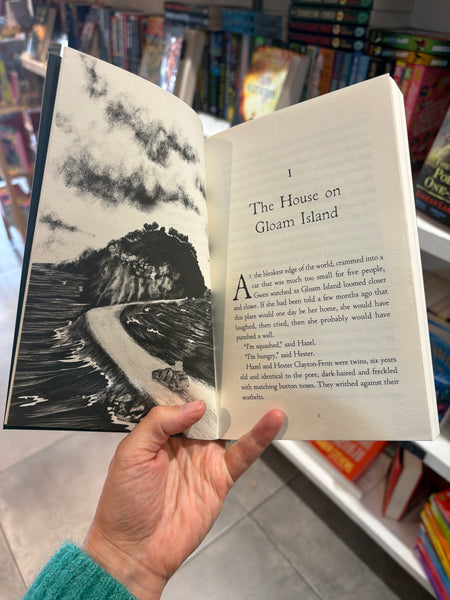 1
The House on
Gloam Island
At the bleakest edge of the world, crammed into a
car that was much too small for five people,
Gwen watched as Gloam Island loomed closer
and closer. If she had been told a few months ago that
this place would one day be her home, she would have
laughed, then cried, then she probably would have
punched a wall.
“I’m squashed,” said Hazel.
“I’m hungry,” said Hester.
Hazel and Hester Clayton-Fenn were twins, six years
old and identical to the pore, dark-haired and freckled
with matching button noses. They writhed against their
seatbelts.
1